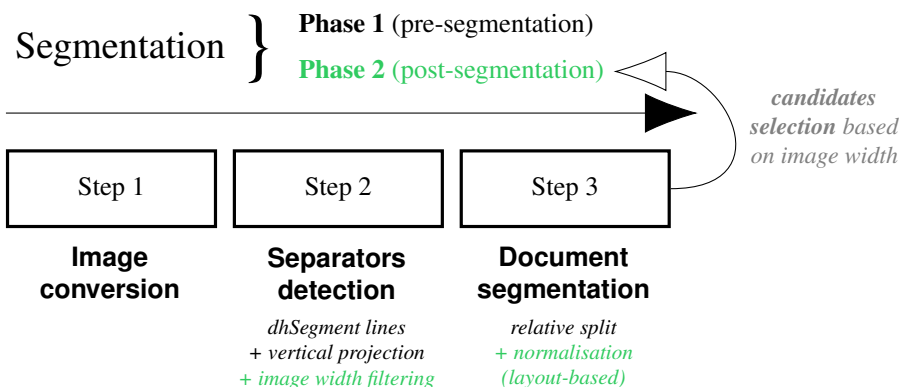 Segmentation
Phase 1 (pre-segmentation)
Phase 2 (post-segmentation)
candidates
selection based
on image width
Step 1
Step 2
Step 3
Image
conversion
Separators
detection
dhSegment lines
+ vertical projection
+ image width filtering
Document
segmentation
relative split
+ normalisation
(layout-based)